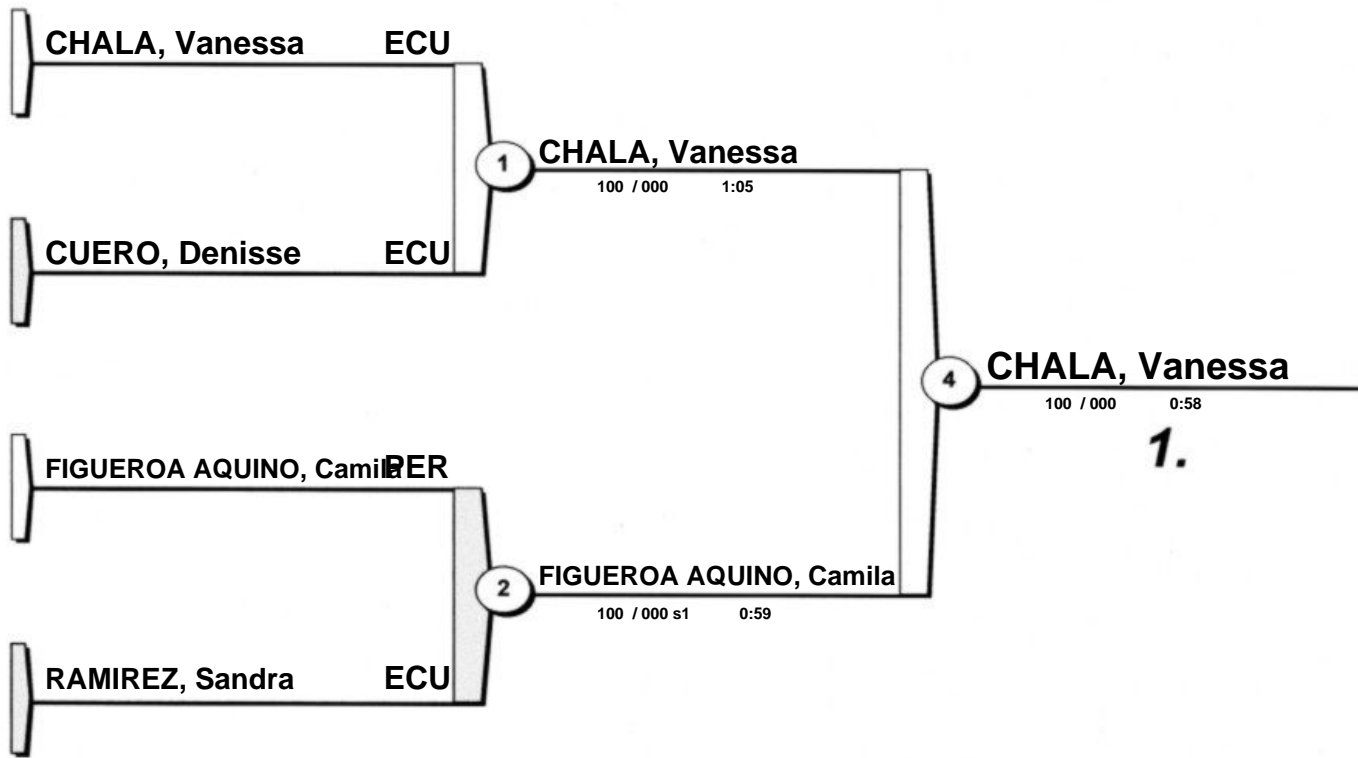 CHALA, Vanessa ECU
1 CHALA, Vanessa
100 / 000 1:05
CUERO, Denisse ECU
4 CHALA, Vanessa
100 / 000 0:58
1.
FIGUEROA AQUINO, Camila PER
2 FIGUEROA AQUINO, Camila
100 / 000 s1 0:59
RAMIREZ, Sandra ECU